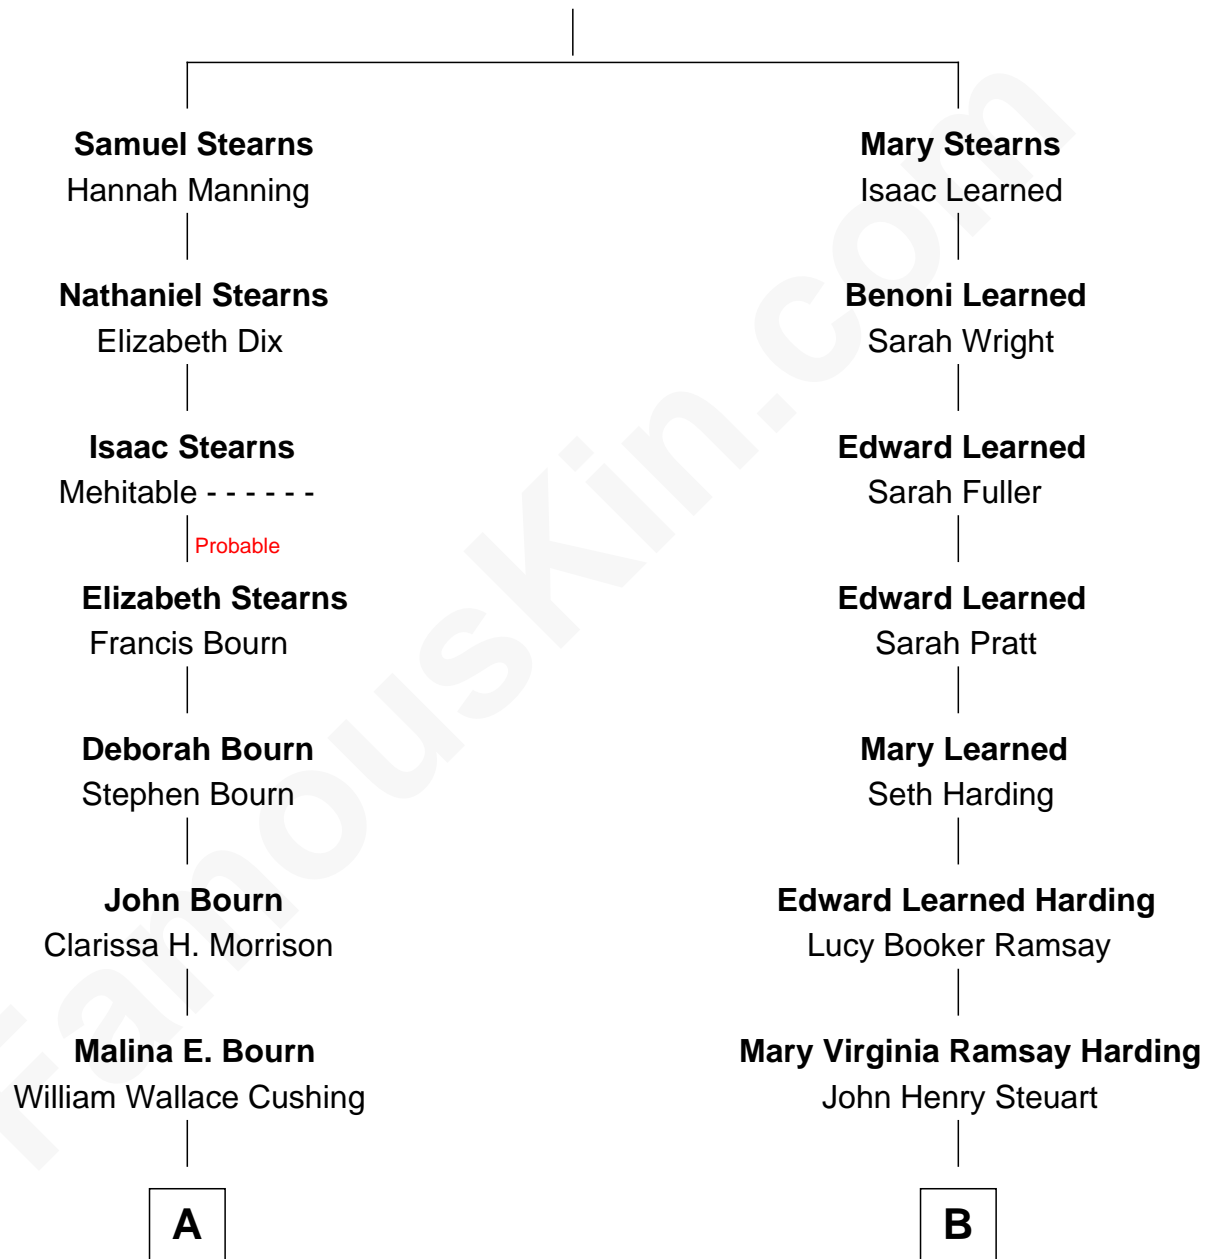 Samuel Stearns
Hannah Manning
Nathaniel Stearns
Elizabeth Dix
Isaac Stearns
Mehitable - - - - - -
Probable
Elizabeth Stearns
Francis Bourn
Deborah Bourn
Stephen Bourn
John Bourn
Clarissa H. Morrison
Malina E. Bourn
William Wallace Cushing
A
Mary Stearns
Isaac Learned
Benoni Learned
Sarah Wright
Edward Learned
Sarah Fuller
Edward Learned
Sarah Pratt
Mary Learned
Seth Harding
Edward Learned Harding
Lucy Booker Ramsay
Mary Virginia Ramsay Harding
John Henry Steuart
B
FamousKin.com